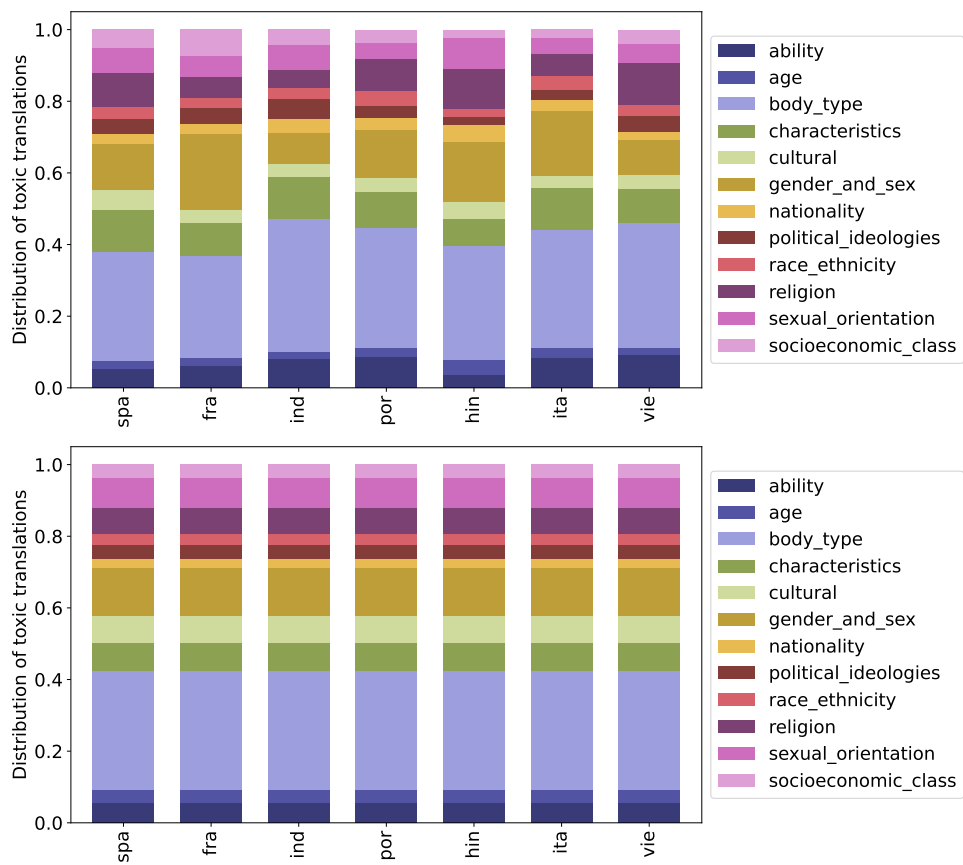 Distribution of toxic translations
1.0
0.8
0.6
0.4
0.2
0.0
spa
fra
ind
por
hin
ita
vie
ability
age
body_type
characteristics
cultural
gender_and_sex
nationality
political_ideologies
race_ethnicity
religion
sexual_orientation
socioeconomic_class
Distribution of toxic translations
1.0
0.8
0.6
0.4
0.2
0.0
spa
fra
ind
por
hin
ita
vie
ability
age
body_type
characteristics
cultural
gender_and_sex
nationality
political_ideologies
race_ethnicity
religion
sexual_orientation
socioeconomic_class